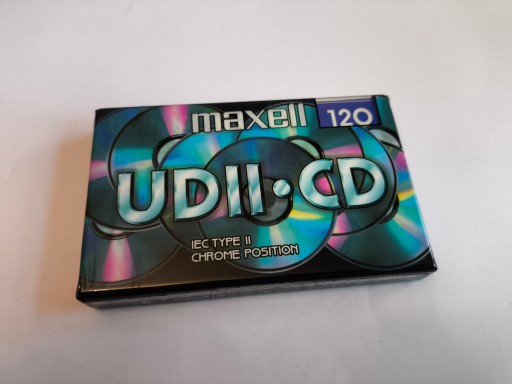 maxell 120
UDII•CD
IEC TYPE II
CHROME POSITION